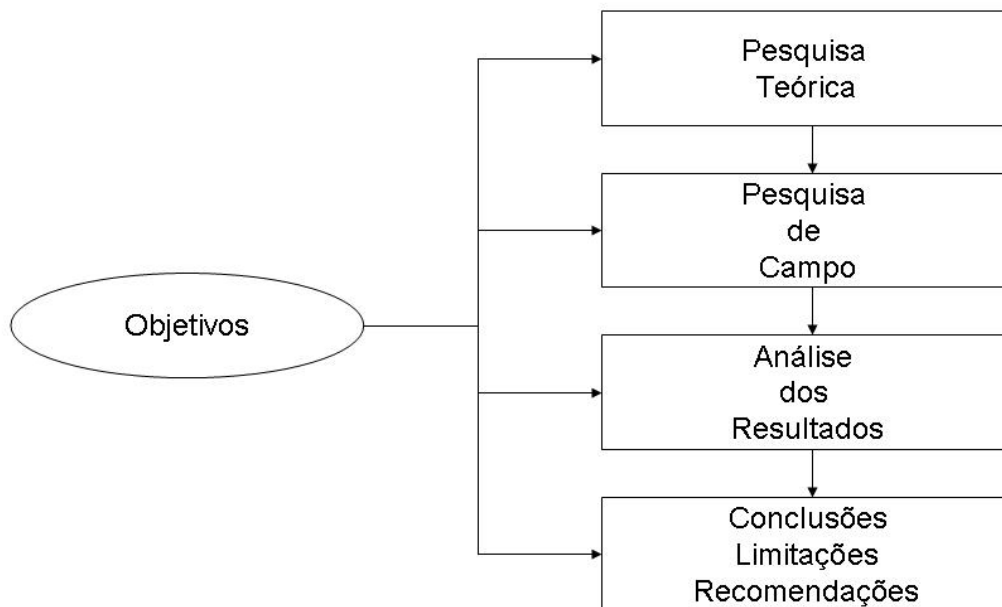 Pesquisa
Teórica
Pesquisa
de
Campo
Objetivos
Análise
dos
Resultados
Conclusões
Limitações
Recomendações